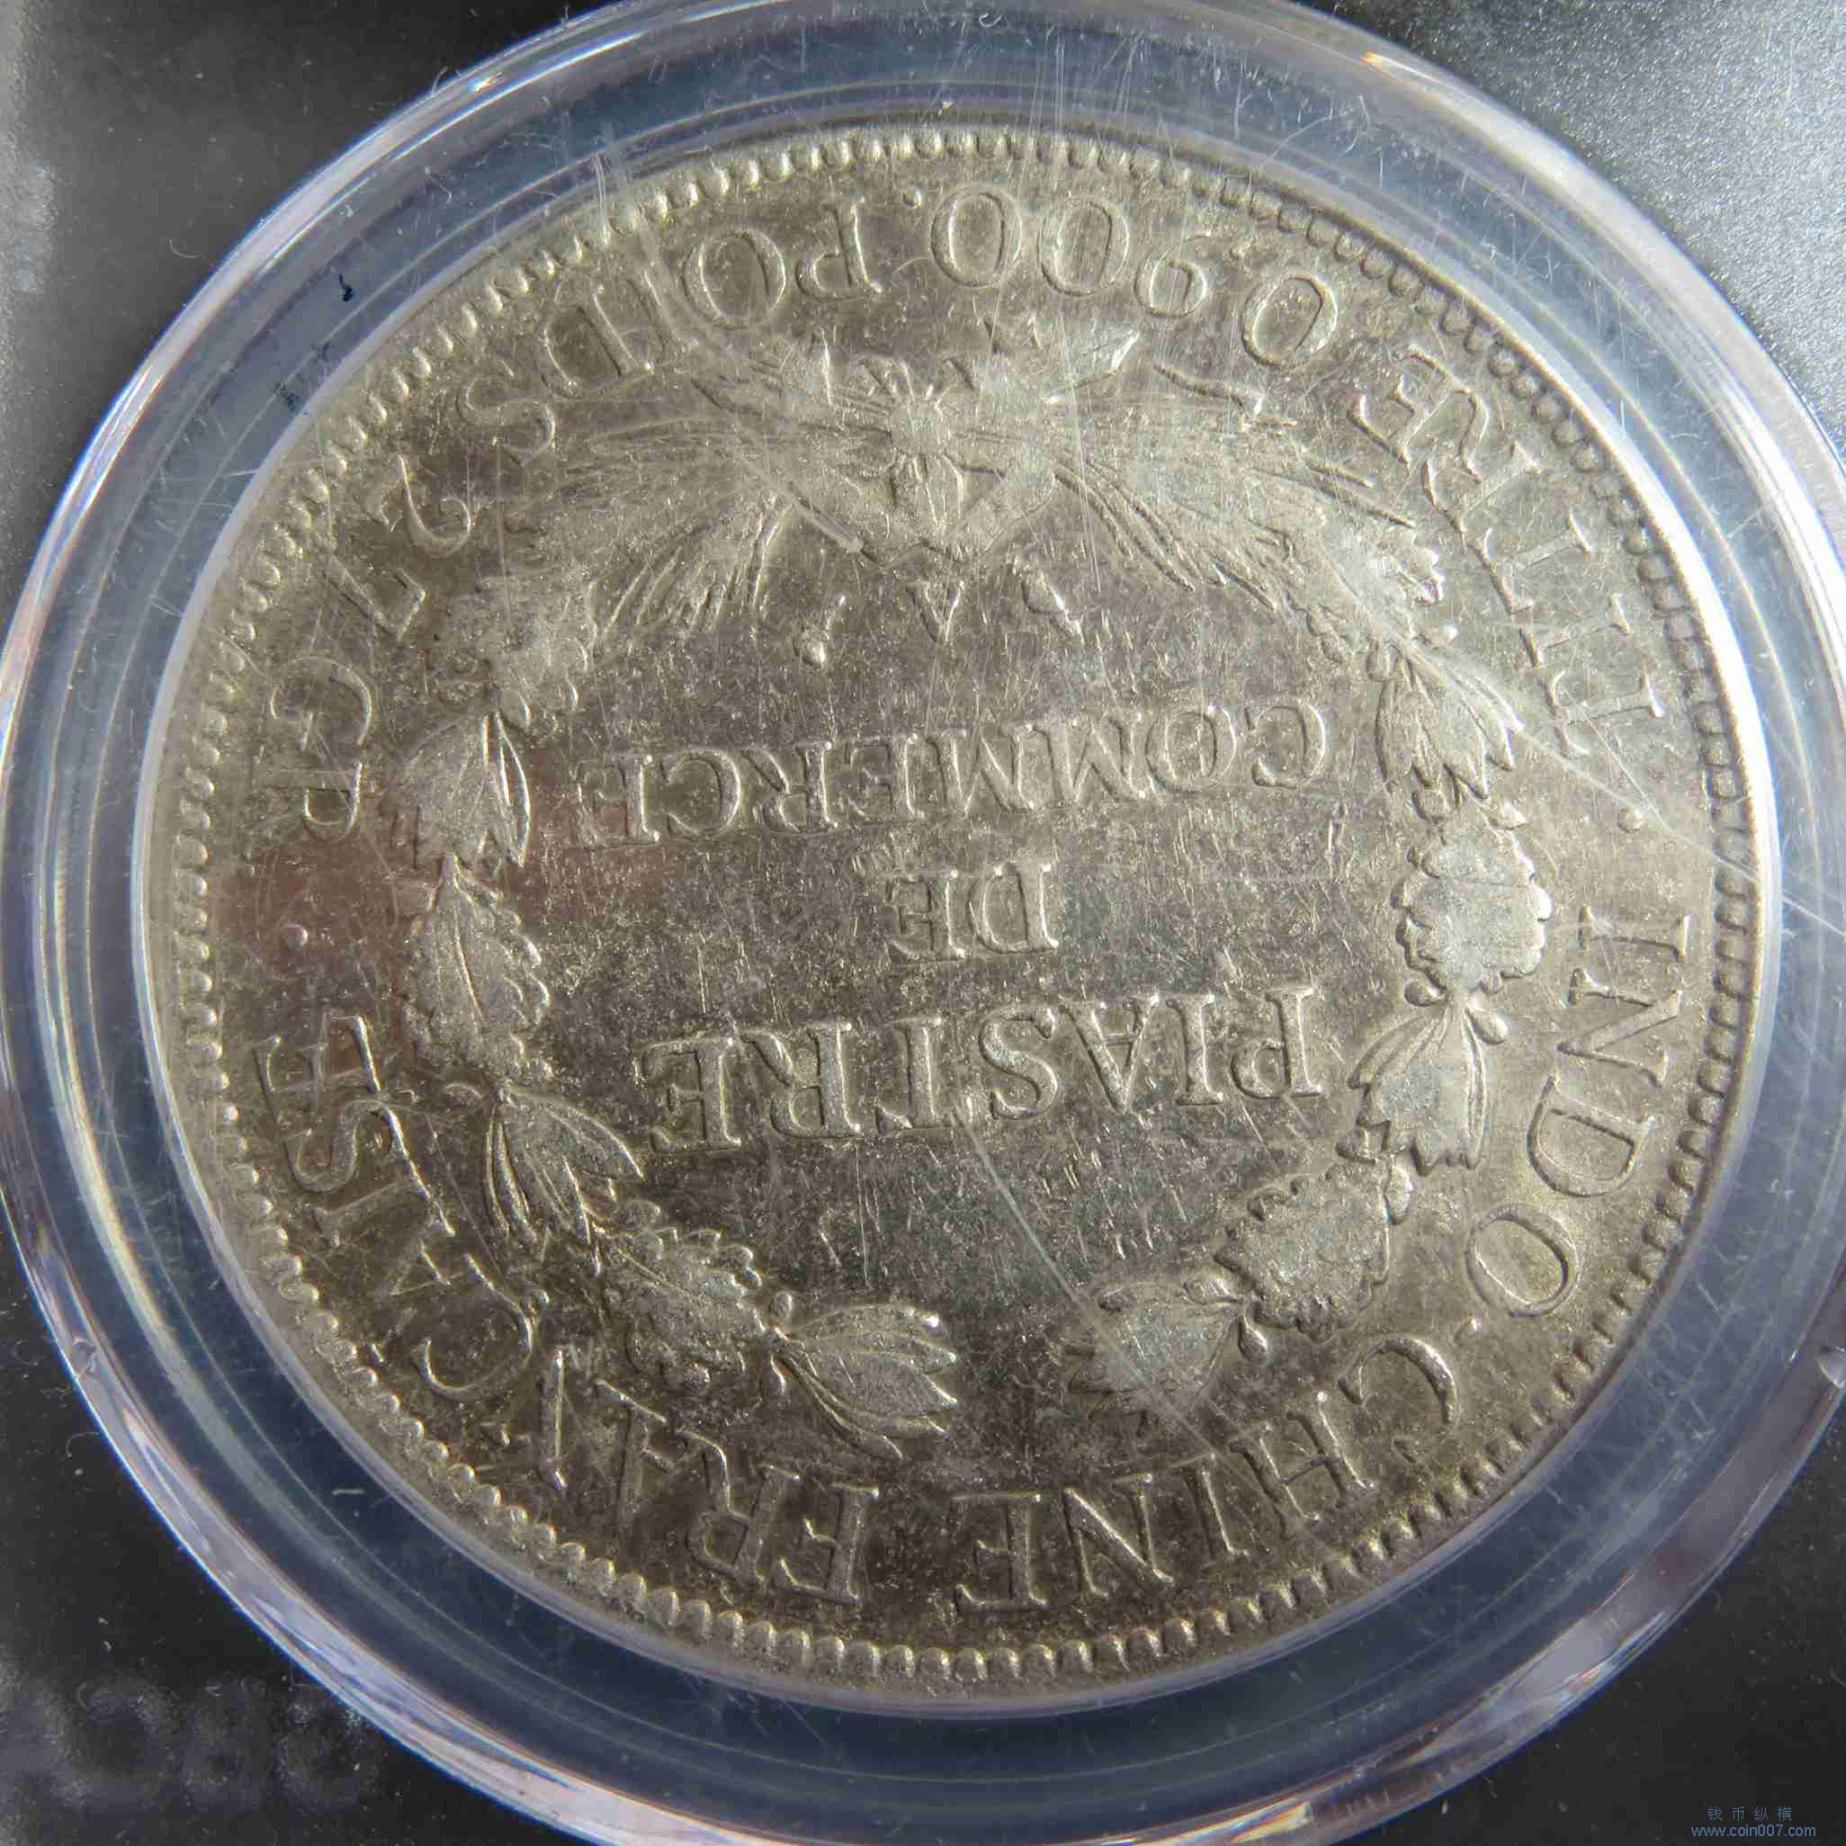 INDO.CHINE FRANÇAISE
PIASTRE
DE
COMMERCE
A
TITRE 0.900. POIDS 27 GR.
钱币纵横
www.coin007.com